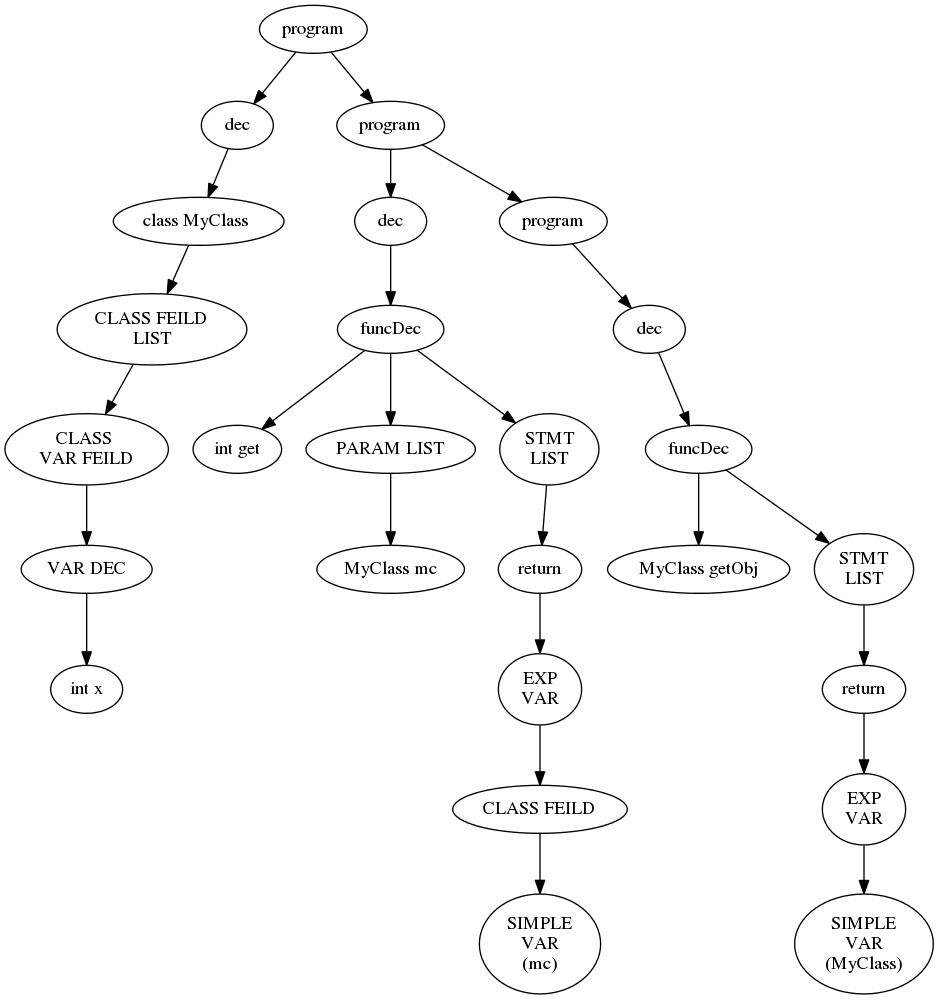 program
dec
program
class MyClass
dec
program
CLASS FEILD
LIST
funcDec
dec
CLASS
VAR FEILD
int get
PARAM LIST
STMT
LIST
funcDec
VAR DEC
MyClass mc
return
MyClass getObj
STMT
LIST
int x
EXP
VAR
return
CLASS FEILD
EXP
VAR
SIMPLE
VAR
(mc)
SIMPLE
VAR
(MyClass)